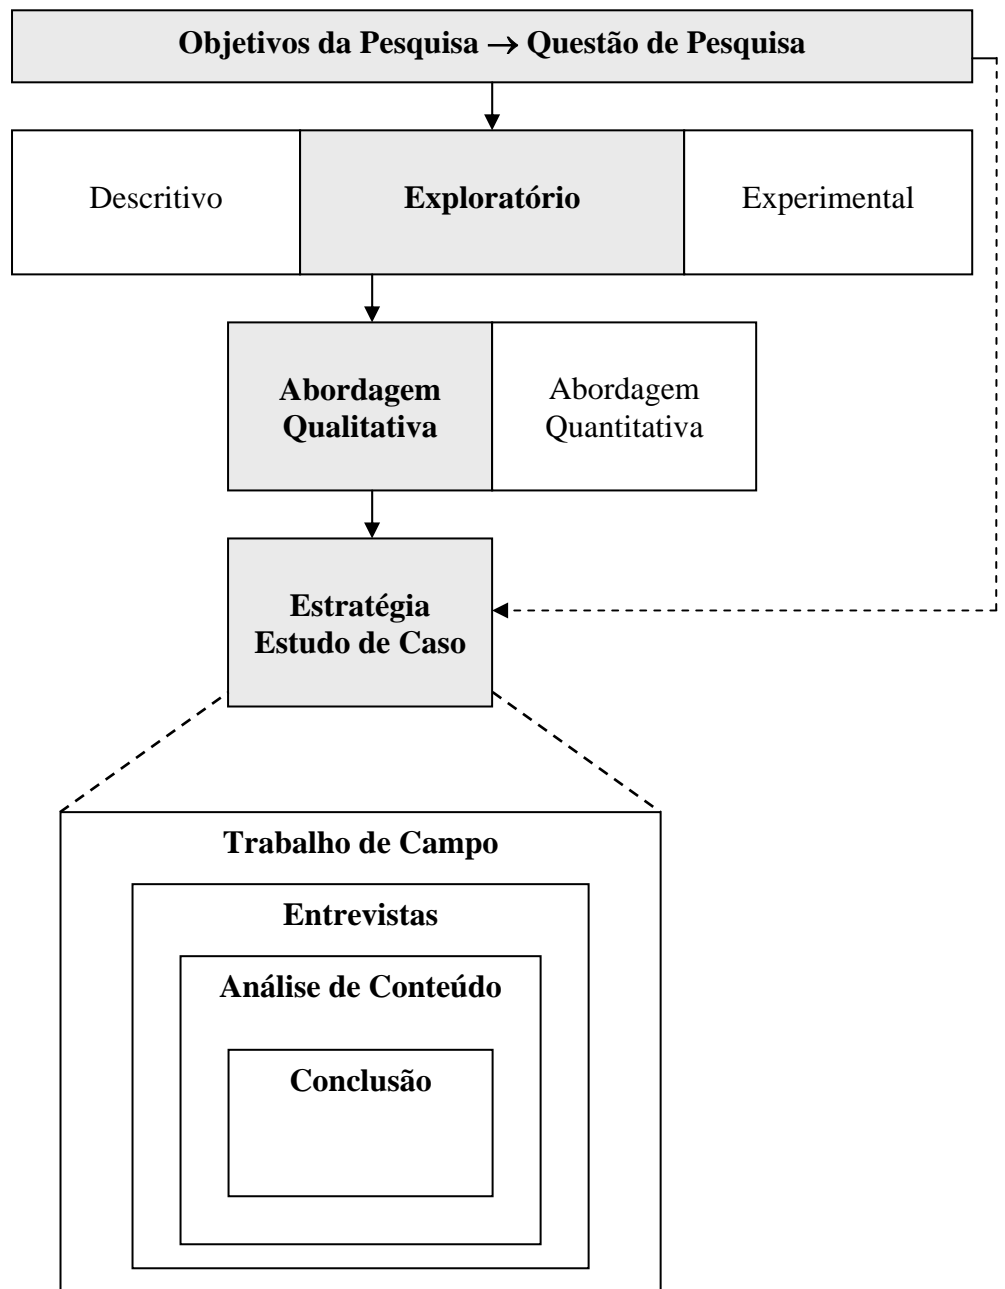 Objetivos da Pesquisa → Questão de Pesquisa
Descritivo
Exploratório
Experimental
Abordagem
Qualitativa
Abordagem
Quantitativa
Estratégia
Estudo de Caso
Trabalho de Campo
Entrevistas
Análise de Conteúdo
Conclusão